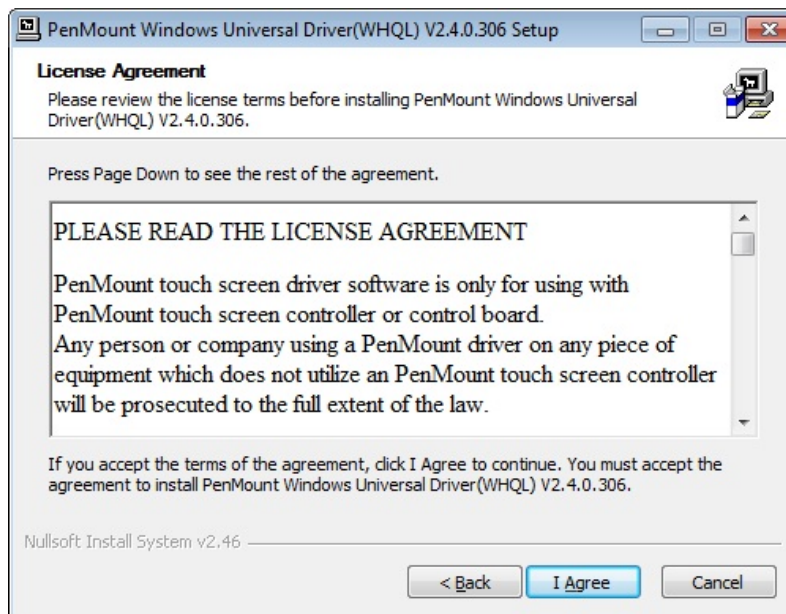 PenMount Windows Universal Driver(WHQL) V2.4.0.306 Setup
License Agreement
Please review the license terms before installing PenMount Windows Universal
Driver(WHQL) V2.4.0.306.
Press Page Down to see the rest of the agreement.
PLEASE READ THE LICENSE AGREEMENT
PenMount touch screen driver software is only for using with
PenMount touch screen controller or control board.
Any person or company using a PenMount driver on any piece of
equipment which does not utilize an PenMount touch screen controller
will be prosecuted to the full extent of the law.
If you accept the terms of the agreement, click I Agree to continue. You must accept the
agreement to install PenMount Windows Universal Driver(WHQL) V2.4.0.306.
Nullsoft Install System v2.46
< Back I Agree Cancel